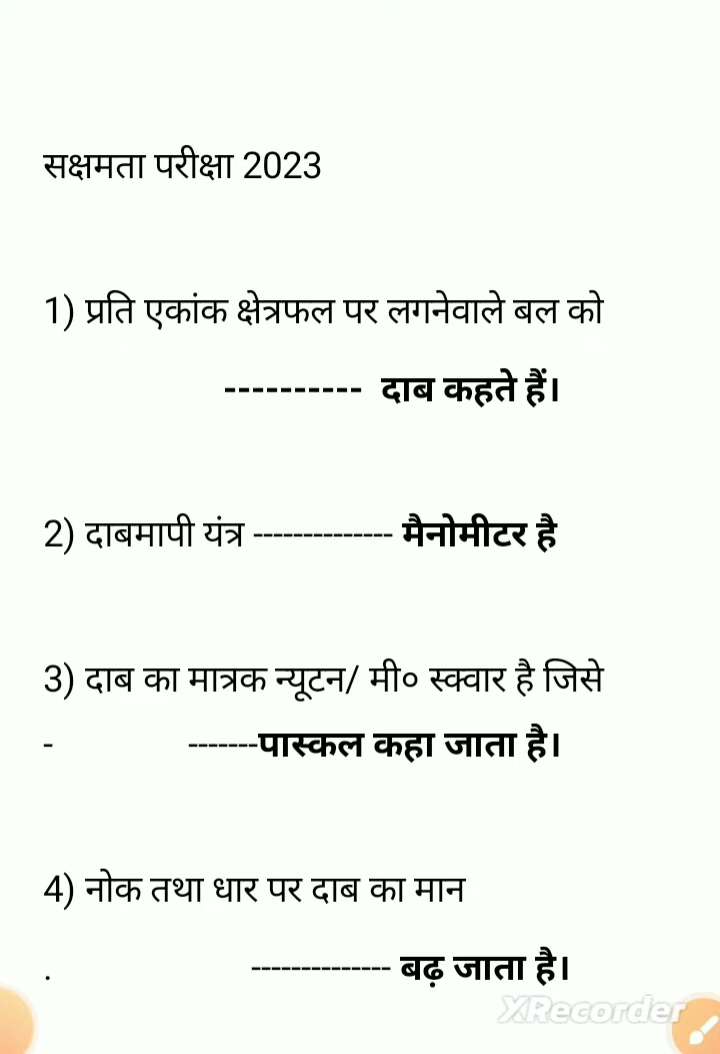 सक्षमता परीक्षा 2023
1) प्रति एकांक क्षेत्रफल पर लगनेवाले बल को
---------- दाब कहते हैं।
2) दाबमापी यंत्र -------------- मैनोमीटर है
3) दाब का मात्रक न्यूटन/ मी० स्क्वार है जिसे
- -------पास्कल कहा जाता है।
4) नोक तथा धार पर दाब का मान
. -------------- बढ़ जाता है।
XRecorder